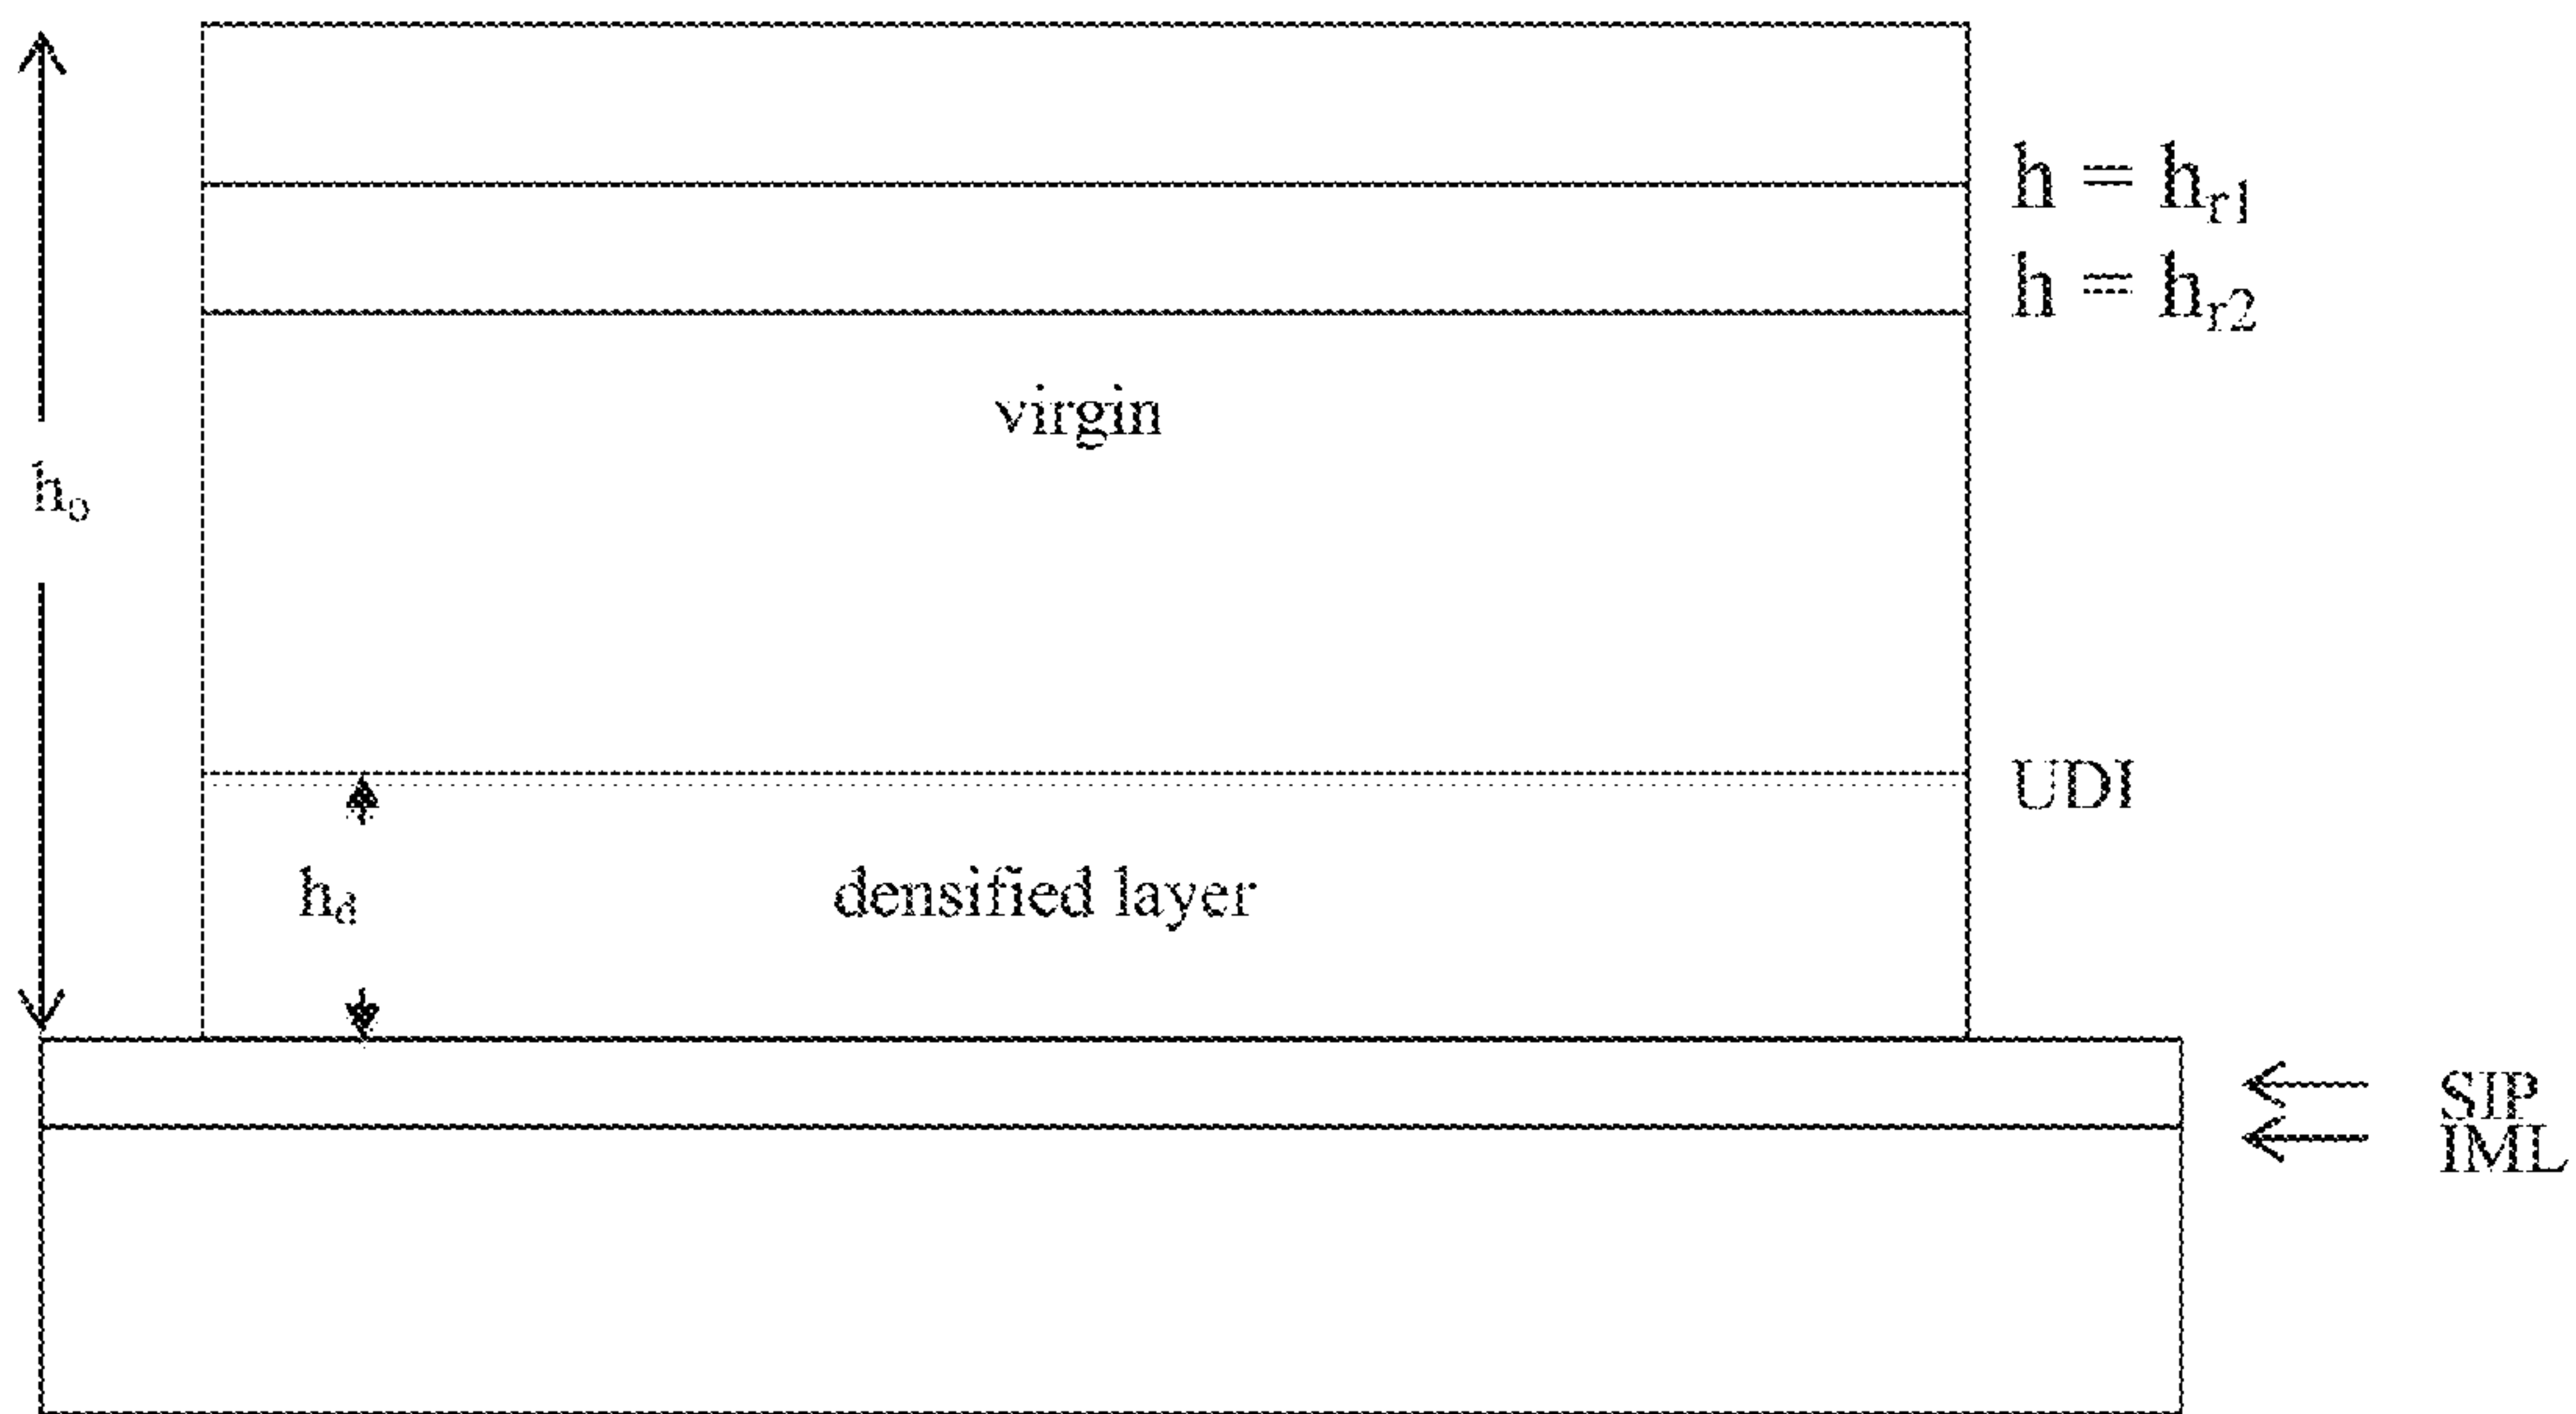 h = hr1
h = hr2
virgin
ho
UDI
hd
densified layer
SIP
IML